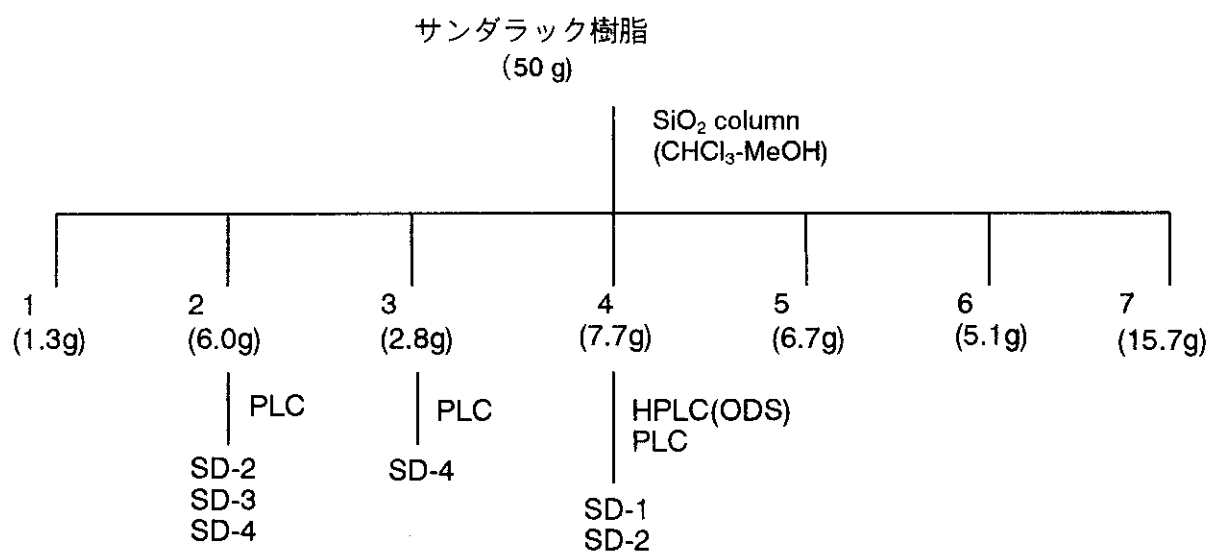 サンダラック樹脂
(50 g)
SiO₂ column
(CHCl₃-MeOH)
1 2 3 4 5 6 7
(1.3g) (6.0g) (2.8g) (7.7g) (6.7g) (5.1g) (15.7g)
PLC PLC HPLC(ODS)
PLC
SD-2 SD-4
SD-3
SD-4
SD-1
SD-2